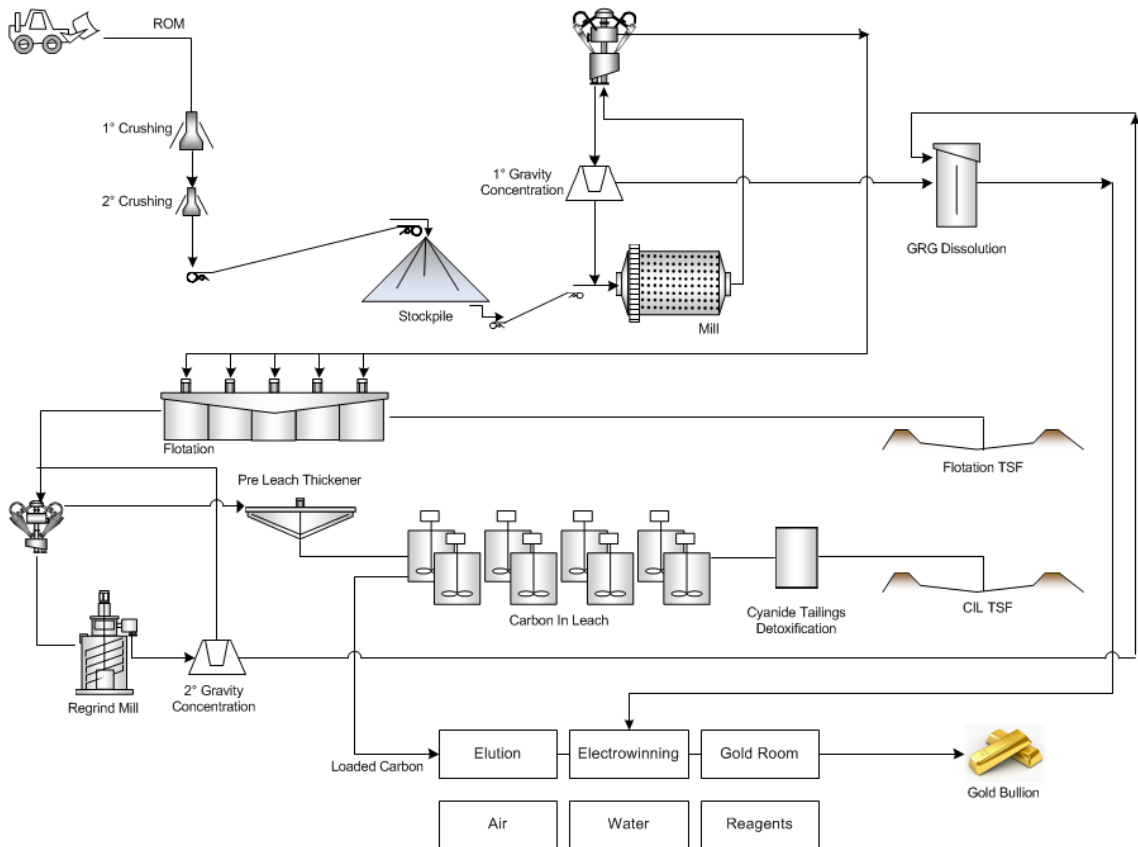 ROM
1° Crushing
2° Crushing
1° Gravity
Concentration
GRG Dissolution
Stockpile
Mill
Flotation
Flotation TSF
Pre Leach Thickener
Carbon In Leach
Cyanide Tailings
Detoxification
CIL TSF
Regrind Mill
2° Gravity
Concentration
Loaded Carbon
Elution
Electrowinning
Gold Room
Gold Bullion
Air
Water
Reagents